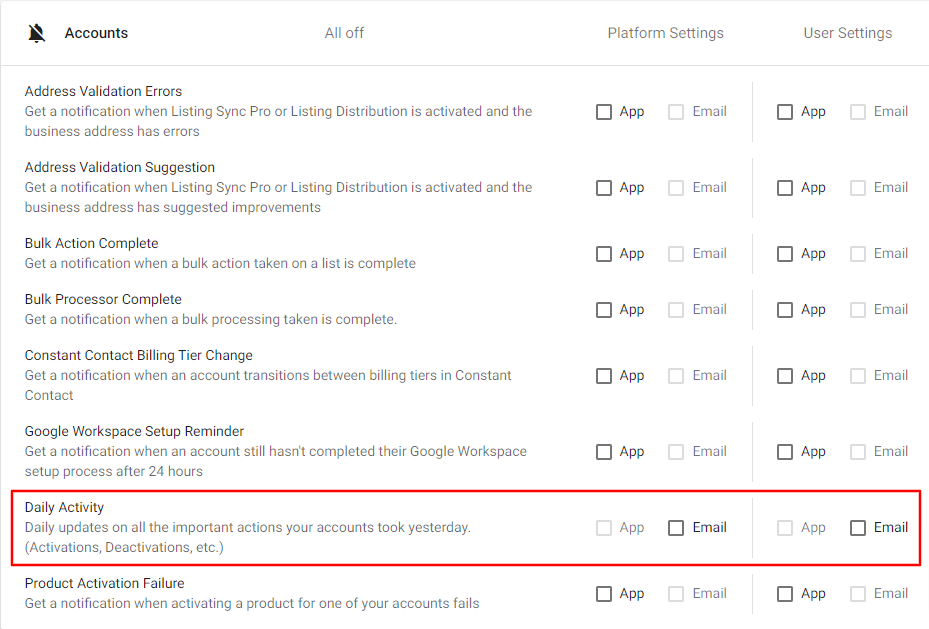 Accounts All off Platform Settings User Settings
Address Validation Errors
Get a notification when Listing Sync Pro or Listing Distribution is activated and the App Email App Email
business address has errors
Address Validation Suggestion
Get a notification when Listing Sync Pro or Listing Distribution is activated and the App Email App Email
business address has suggested improvements
Bulk Action Complete
App Email App Email
Get a notification when a bulk action taken on a list is complete
Bulk Processor Complete
App Email App Email
Get a notification when a bulk processing taken is complete.
Constant Contact Billing Tier Change
Get a notification when an account transitions between billing tiers in Constant App Email App Email
Contact
Google Workspace Setup Reminder
Get a notification when an account still hasn't completed their Google Workspace App Email App Email
setup process after 24 hours
Daily Activity
Daily updates on all the important actions your accounts took yesterday. App Email App Email
(Activations, Deactivations, etc.)
Product Activation Failure
App Email App Email
Get a notification when activating a product for one of your accounts fails